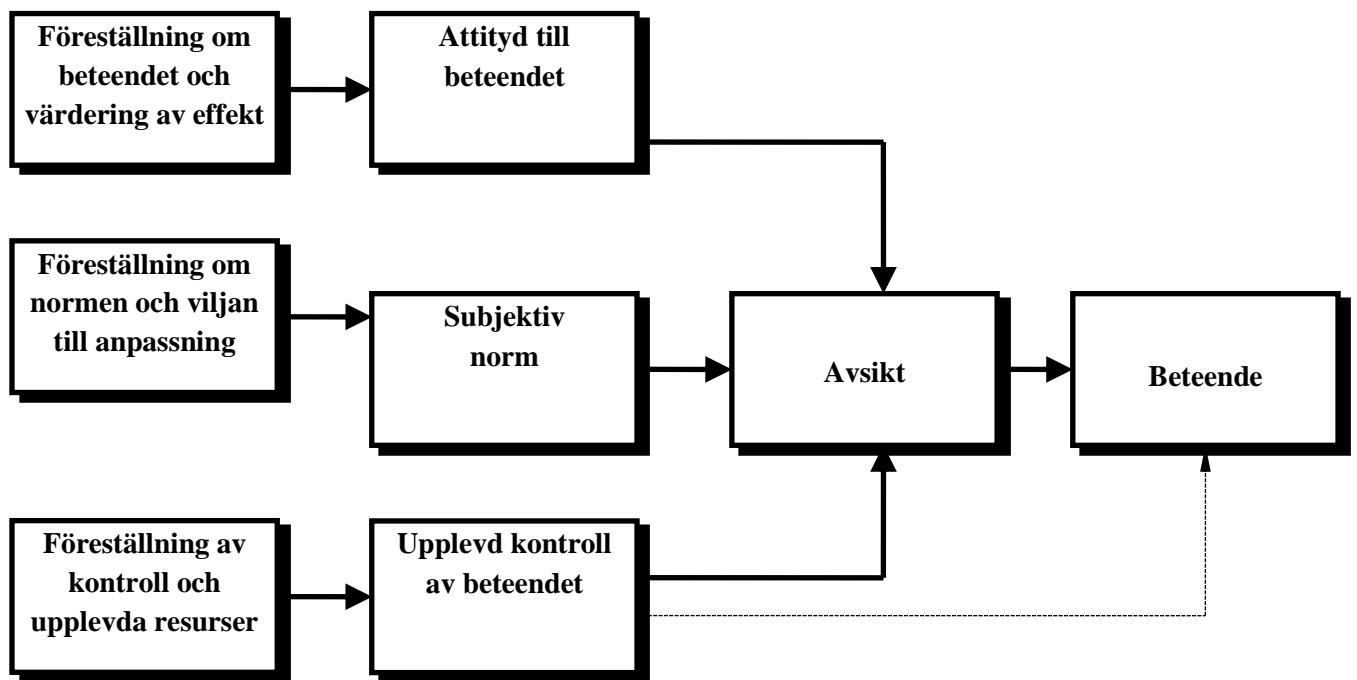 Föreställning om
beteendet och
värdering av effekt
Attityd till
beteendet
Föreställning om
normen och viljan
till anpassning
Subjektiv
norm
Avsikt
Beteende
Föreställning av
kontroll och
upplevda resurser
Upplevd kontroll
av beteendet